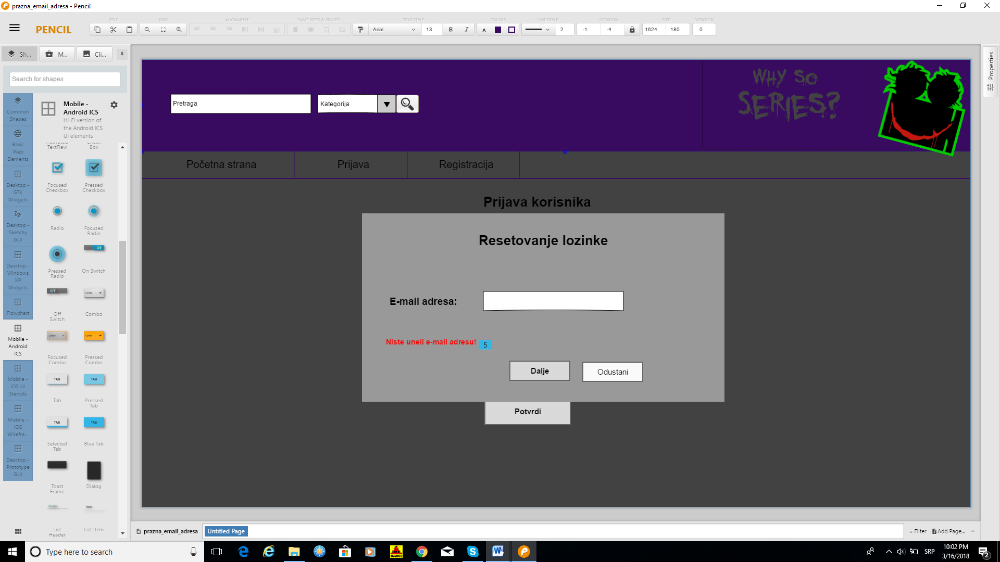 prazna_email_adresa - Pencil
EDIT
100%
ALIGNMENT
SAME SIZES & SPACES
TEXT STYLE
COLORS
LINE STYLE
LOCATION
SIZE
ROTATION
PENCIL
Arial
13
B
I
A
2
-1
-4
1624
180
0
Sh...
M...
Cli...
Search for shapes
Common Shapes
Basic Web Elements
Desktop - GTK Widgets
Desktop - Sketchy GUI
Desktop - Windows XP Widgets
Flowchart
Mobile - Android ICS
Mobile - iOS UI Stencils
Mobile - iOS Wirefra...
Desktop - Prototype GUI
Mobile - Android ICS
Hi-Fi version of the Android ICS UI elements
Activated TextFiew
Check Box
Focused Checkbox
Pressed Checkbox
Radio
Focused Radio
ON
Pressed Radio
On Switch
OFF
Combo
Off Switch
Combo
Combo
Combo
Focused Combo
Pressed Combo
TAB
TAB
Tab
Pressed Tab
TAB
TAB
Selected Tab
Blue Tab
Toast Frame
Dialog
Header
Item
List Header
List Item
Pretraga
Kategorija
WHY SO
SERIES?
Početna strana
Prijava
Registracija
Prijava korisnika
Resetovanje lozinke
E-mail adresa:
Niste uneli e-mail adresu!
5
Dalje
Odustani
Potvrdi
Properties
prazna_email_adresa
Untitled Page
Filter
Add Page...
Type here to search
BABEL
SRP
10:02 PM
3/16/2018
2